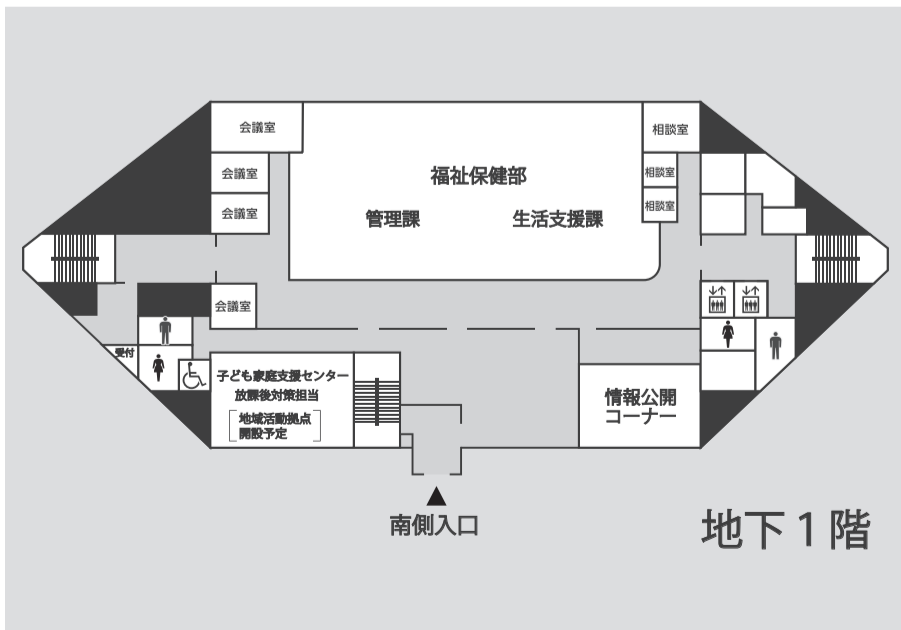 会議室
相談室
福祉保健部
会議室
相談室
管理課
生活支援課
会議室
相談室
会議室
受付
子ども家庭支援センター
放課後対策担当
地域活動拠点
開設予定
情報公開
コーナー
南側入口
地下1階